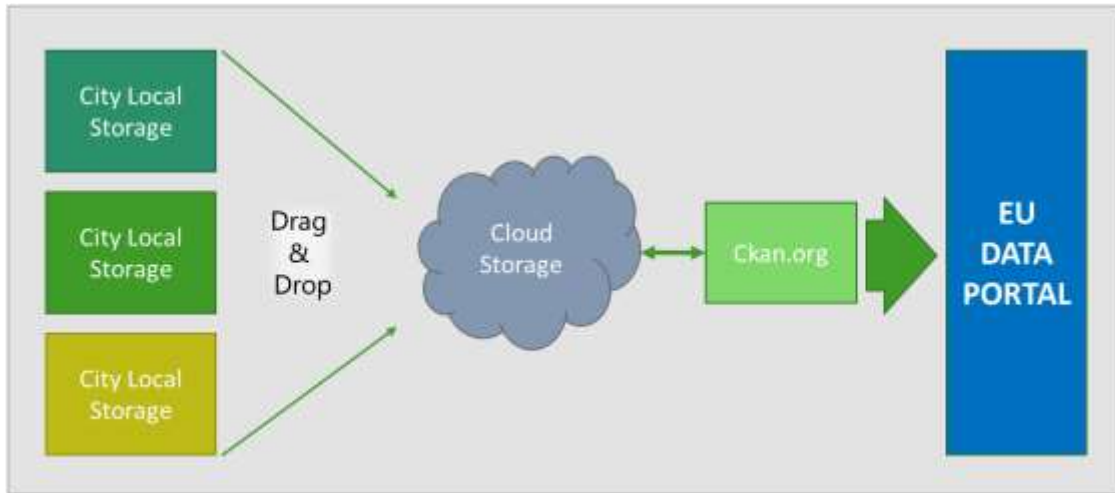 City Local
Storage
City Local
Storage
City Local
Storage
Drag
&
Drop
Cloud
Storage
Ckan.org
EU
DATA
PORTAL